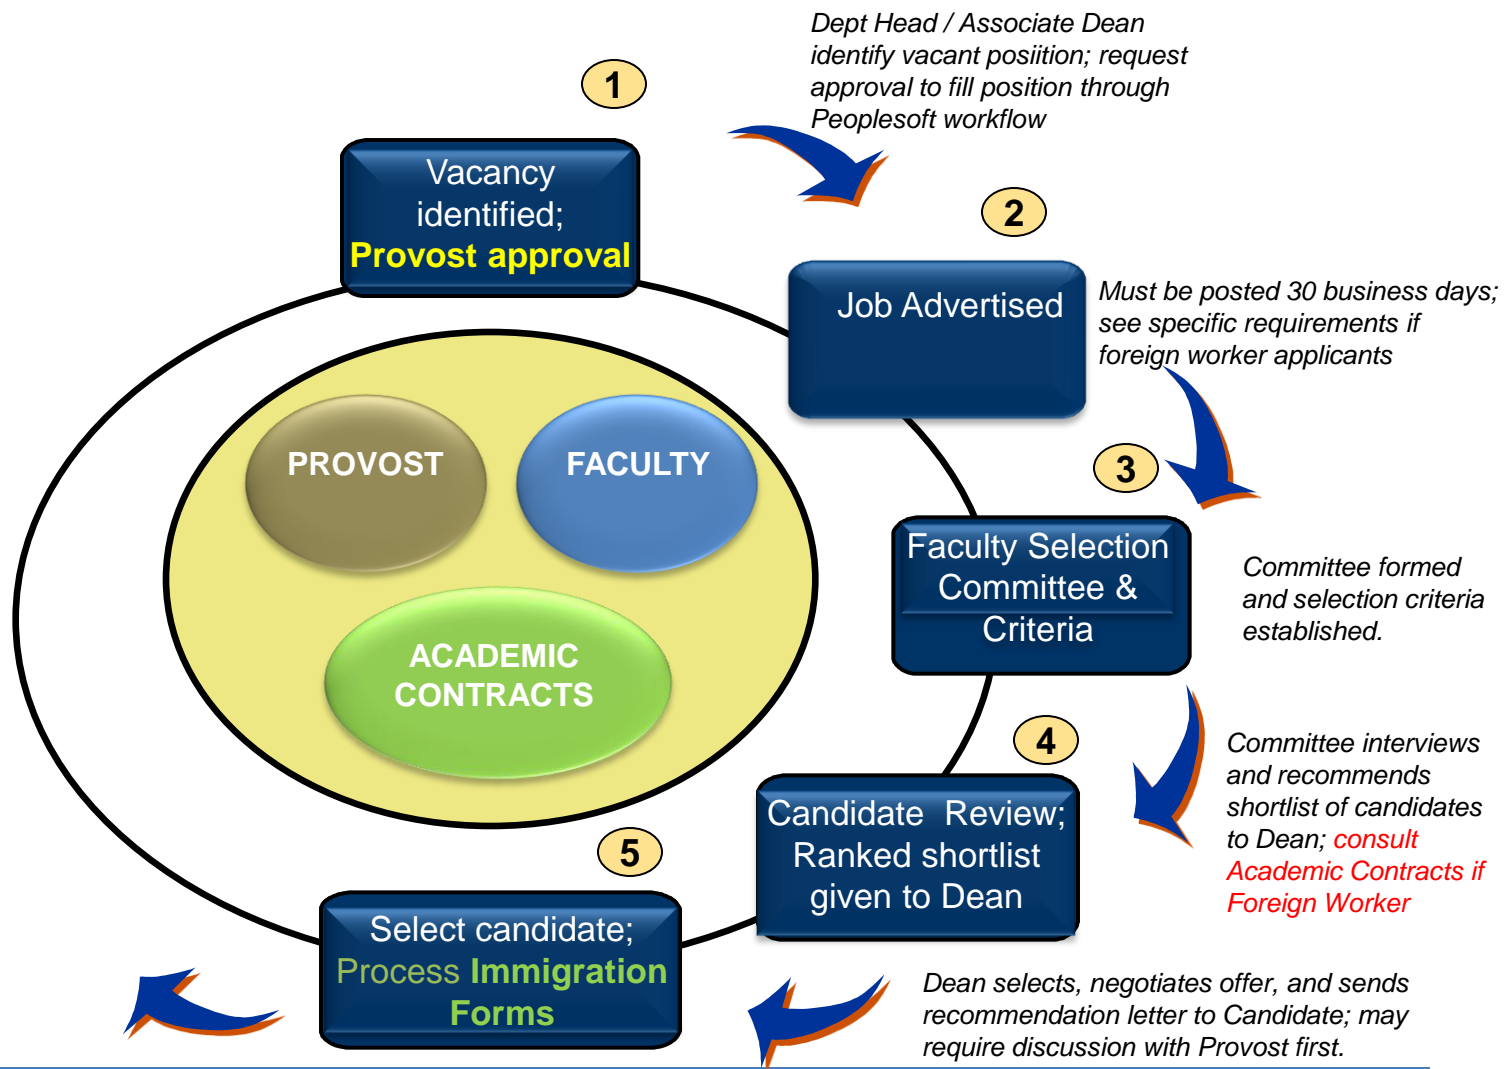 1
Dept Head / Associate Dean
identify vacant posiition; request
approval to fill position through
Peoplesoft workflow
Vacancy
identified;
Provost approval
2
Job Advertised
Must be posted 30 business days;
see specific requirements if
foreign worker applicants
PROVOST
FACULTY
ACADEMIC
CONTRACTS
3
Faculty Selection
Committee &
Criteria
Committee formed
and selection criteria
established.
4
Candidate Review;
Ranked shortlist
given to Dean
Committee interviews
and recommends
shortlist of candidates
to Dean; consult
Academic Contracts if
Foreign Worker
5
Select candidate;
Process Immigration
Forms
Dean selects, negotiates offer, and sends
recommendation letter to Candidate; may
require discussion with Provost first.